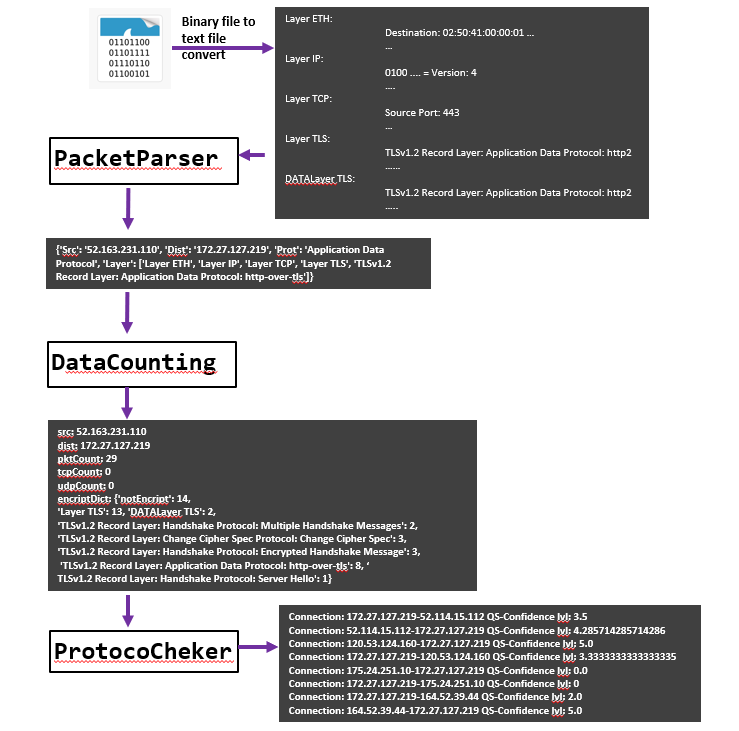 01101100
01101111
01110110
01100101
Binary file to
text file
convert
Layer ETH:
Destination: 02:50:41:00:00:01 ...
...
Layer IP:
0100 .... = Version: 4
....
Layer TCP:
Source Port: 443
...
Layer TLS:
TLSv1.2 Record Layer: Application Data Protocol: http2
......
DATALayer TLS:
TLSv1.2 Record Layer: Application Data Protocol: http2
.....
PacketParser
{'Src': '52.163.231.110', 'Dist': '172.27.127.219', 'Prot': 'Application Data
Protocol', 'Layer': ['Layer ETH', 'Layer IP', 'Layer TCP', 'Layer TLS', 'TLSv1.2
Record Layer: Application Data Protocol: http-over-tls']}
DataCounting
src: 52.163.231.110
dist: 172.27.127.219
pktCount: 29
tcpCount: 0
udpCount: 0
encriptDict: {'notEncript': 14,
'Layer TLS': 13, 'DATALayer TLS': 2,
'TLSv1.2 Record Layer: Handshake Protocol: Multiple Handshake Messages': 2,
'TLSv1.2 Record Layer: Change Cipher Spec Protocol: Change Cipher Spec': 3,
'TLSv1.2 Record Layer: Handshake Protocol: Encrypted Handshake Message': 3,
'TLSv1.2 Record Layer: Application Data Protocol: http-over-tls': 8, '
TLSv1.2 Record Layer: Handshake Protocol: Server Hello': 1}
ProtocoCheker
Connection: 172.27.127.219-52.114.15.112 QS-Confidence lvl: 3.5
Connection: 52.114.15.112-172.27.127.219 QS-Confidence lvl: 4.285714285714286
Connection: 120.53.124.160-172.27.127.219 QS-Confidence lvl: 5.0
Connection: 172.27.127.219-120.53.124.160 QS-Confidence lvl: 3.3333333333333335
Connection: 175.24.251.10-172.27.127.219 QS-Confidence lvl: 0.0
Connection: 172.27.127.219-175.24.251.10 QS-Confidence lvl: 0
Connection: 172.27.127.219-164.52.39.44 QS-Confidence lvl: 2.0
Connection: 164.52.39.44-172.27.127.219 QS-Confidence lvl: 5.0